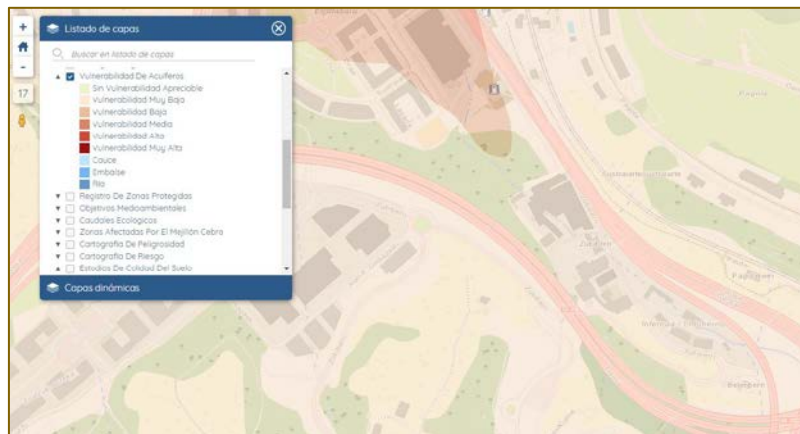 +
-
17
Listado de capas
Buscar en listado de capas
Vulnerabilidad De Acuíferos
Sin Vulnerabilidad Apreciable
Vulnerabilidad Muy Baja
Vulnerabilidad Baja
Vulnerabilidad Media
Vulnerabilidad Alta
Vulnerabilidad Muy Alta
Cauce
Embalse
Ría
Registro De Zonas Protegidas
Objetivos Medioambientales
Caudales Ecológicos
Zonas Afectadas Por El Mejillón Cebra
Cartografía De Peligrosidad
Cartografía De Riesgo
Estudios De Calidad Del Suelo
Capas dinámicas